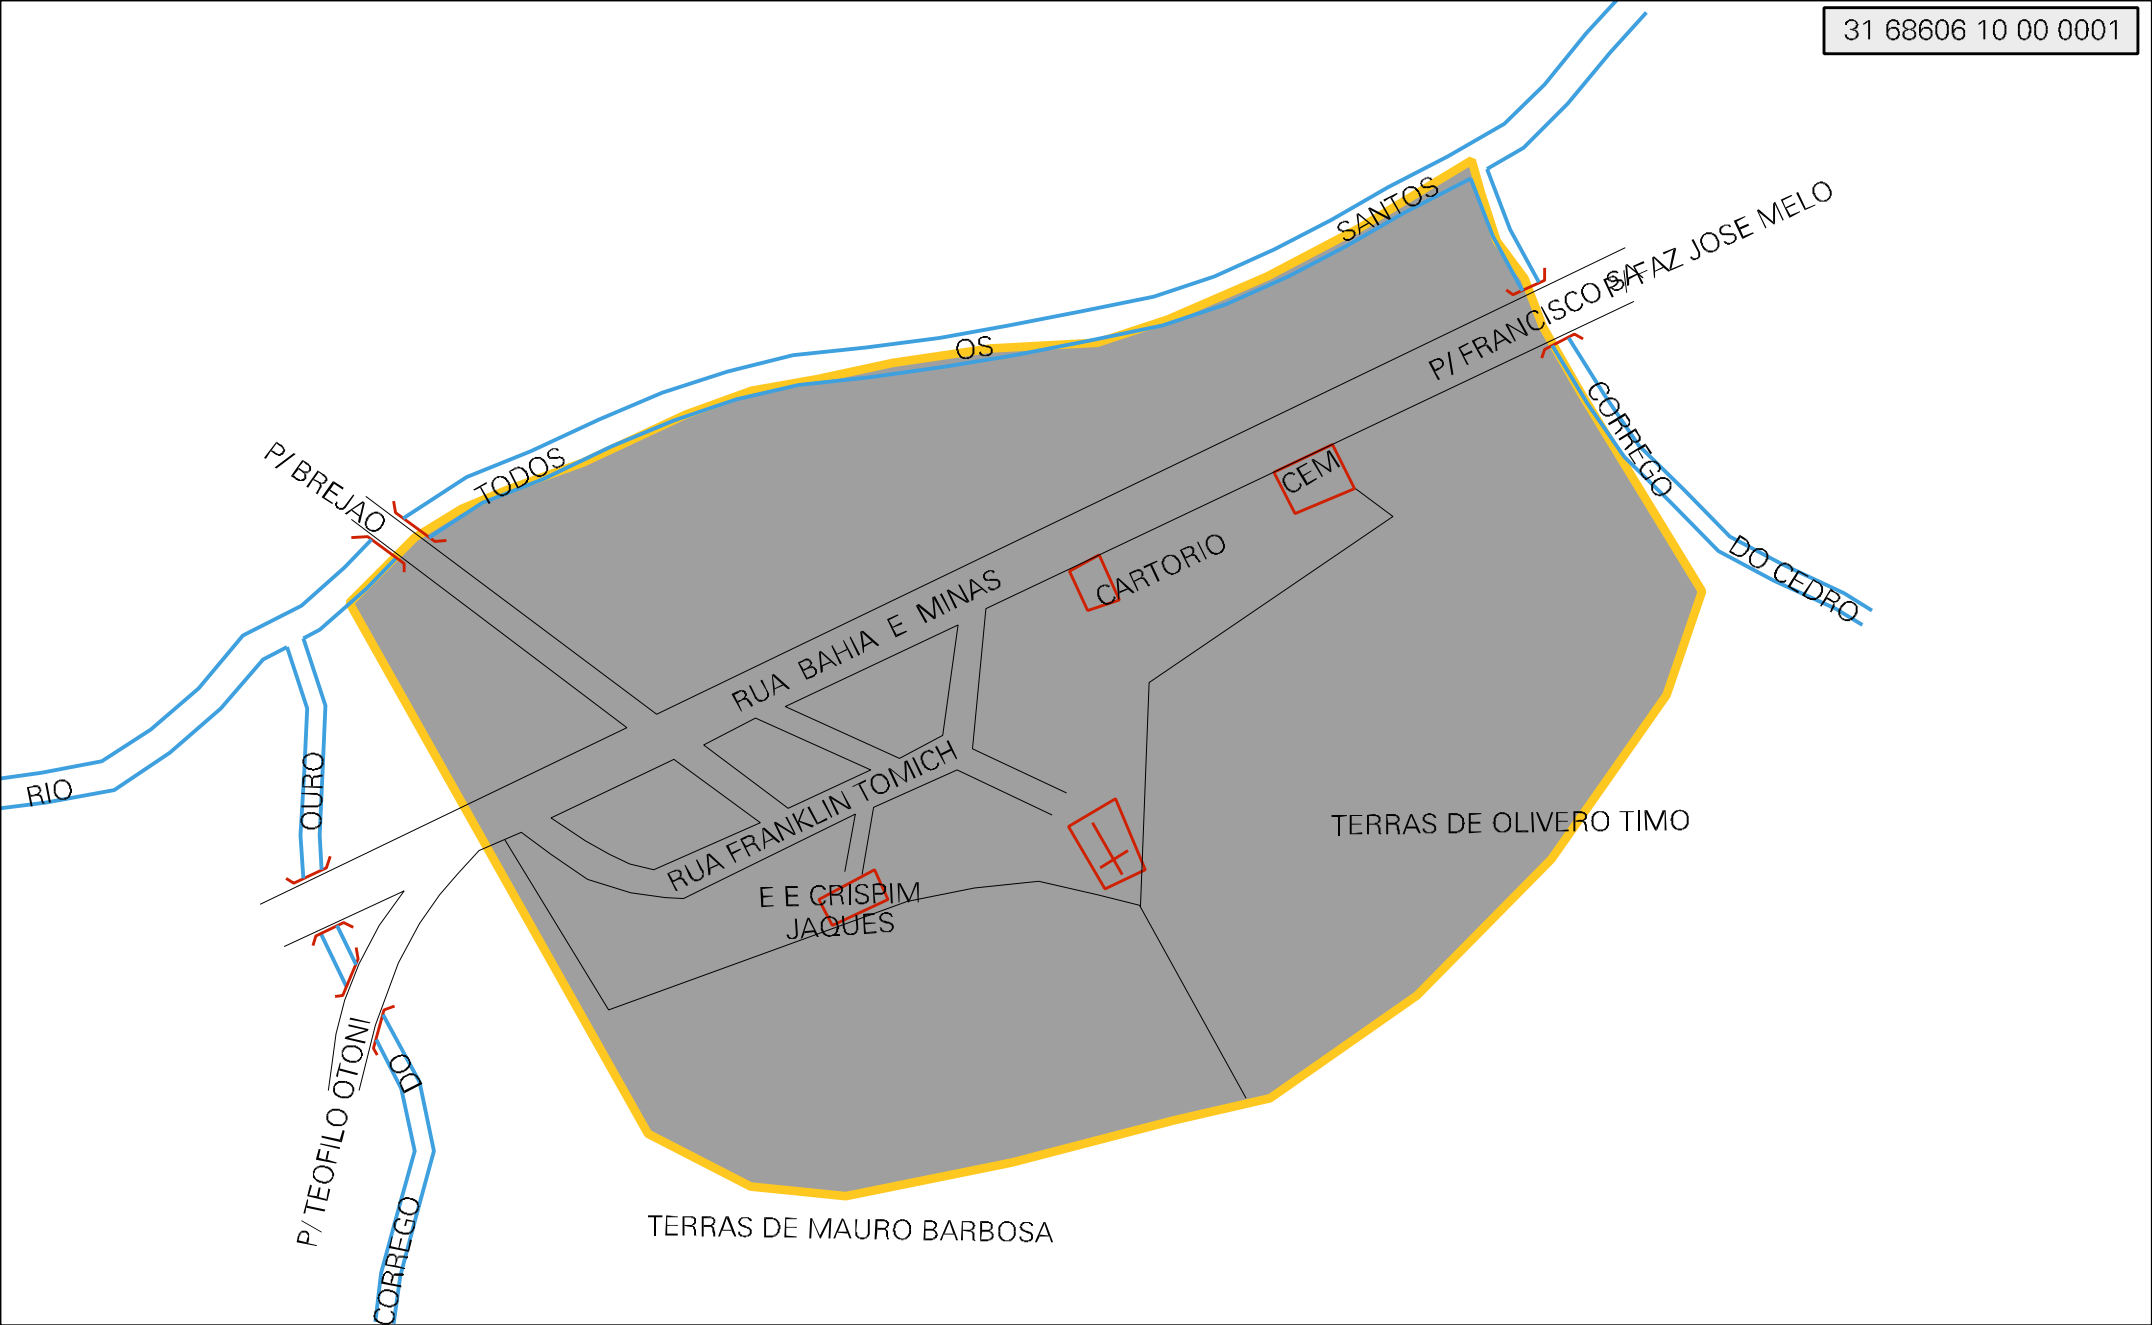 31 68606 10 00 0001
SANTOS
P/ FAZ JOSE MELO
P/ FRANCISCO SA
OS
CORREGO
TODOS
P/ BREJAO
CEM
DO CEDRO
CARTORIO
RUA BAHIA E MINAS
RIO
OURO
RUA FRANKLIN TOMICH
TERRAS DE OLIVERO TIMO
E E CRISPIM
JAQUES
DO
P/ TEOFILO OTONI
CORREGO
TERRAS DE MAURO BARBOSA